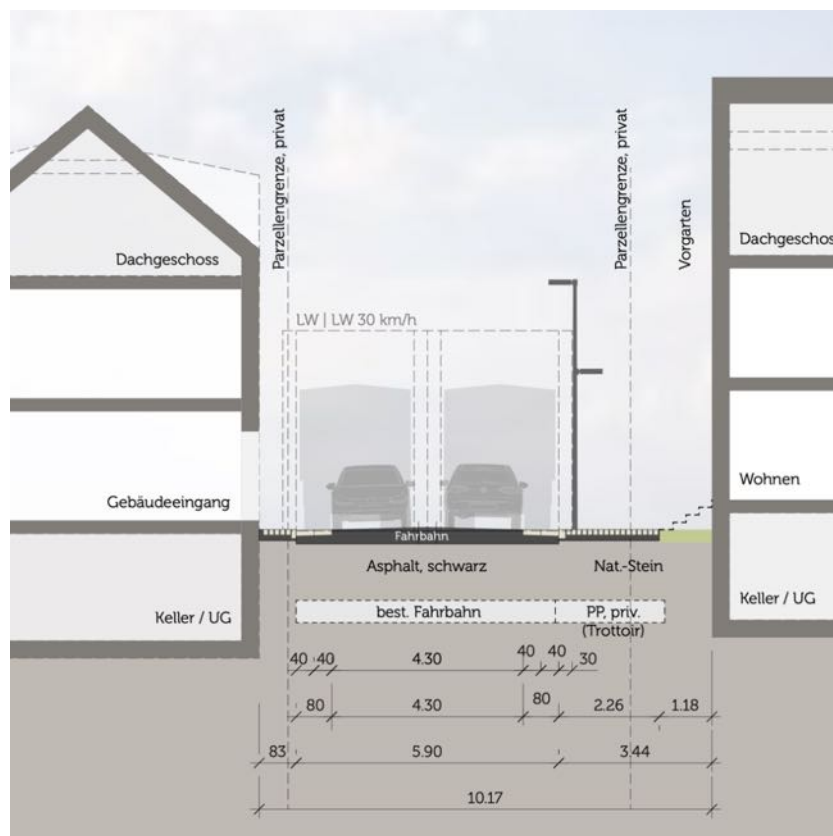 Parzellengrenze, privat
Parzellengrenze, privat
Vorgarten
Dachgeschoss
Dachgeschos
LW | LW 30 km/h
Gebäudeeingang
Wohnen
Fahrbahn
Asphalt, schwarz
Nat.-Stein
Keller / UG
Keller / UG
best. Fahrbahn
PP, priv.
(Trottoir)
40 40 4.30 40 40 30
80 4.30 80 2.26 1.18
83 5.90 3.44
10.17